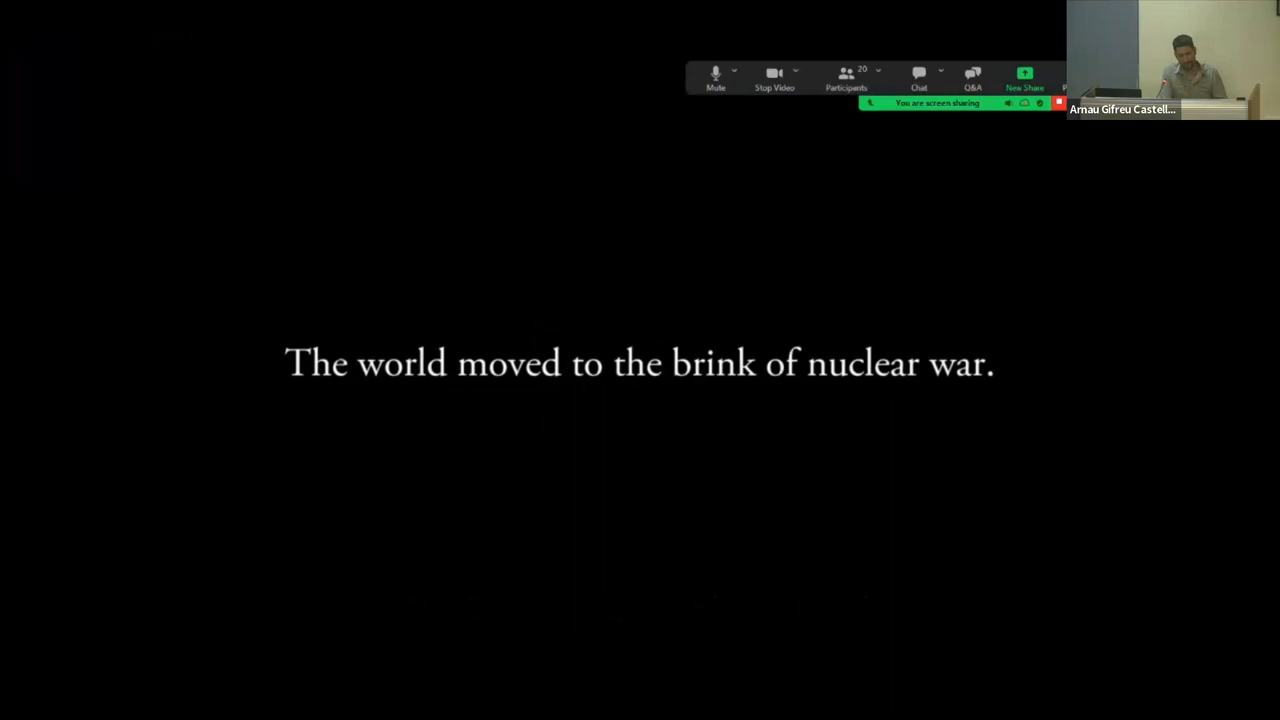 20
Mute
Stop Video
Participants
Chat
Q&A
New Share
You are screen sharing
Arnau Gifreu Castell...
The world moved to the brink of nuclear war.